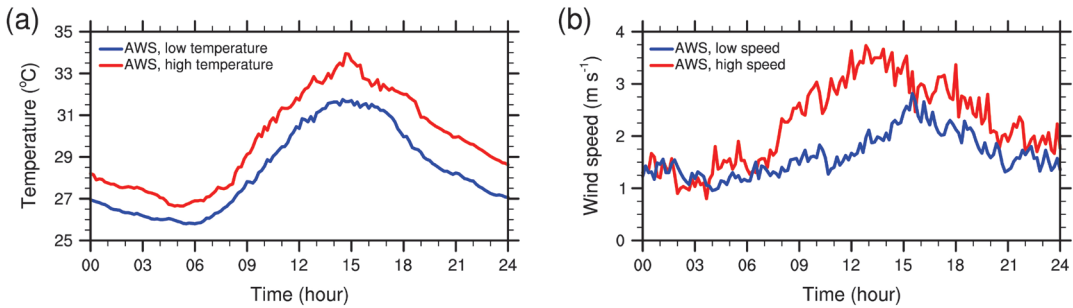 (a)
35
33
31
29
27
25
Temperature (°C)
AWS, low temperature
AWS, high temperature
00 03 06 09 12 15 18 21 24
Time (hour)
(b)
4
3
2
1
0
Wind speed (m s⁻¹)
AWS, low speed
AWS, high speed
00 03 06 09 12 15 18 21 24
Time (hour)